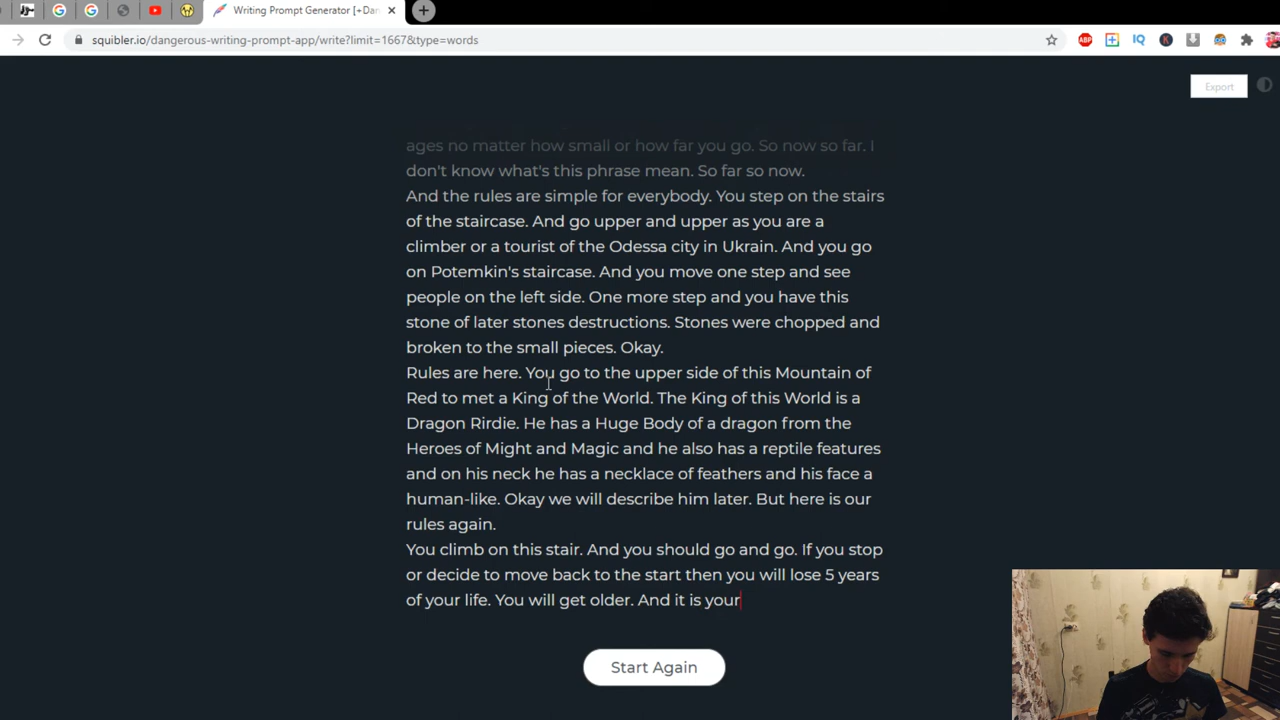 Writing Prompt Generator [+Dan
squibler.io/dangerous-writing-prompt-app/write?limit=1667&type=words
ABP
IQ
K
Export
ages no matter how small or how far you go. So now so far. I
don't know what's this phrase mean. So far so now.
And the rules are simple for everybody. You step on the stairs
of the staircase. And go upper and upper as you are a
climber or a tourist of the Odessa city in Ukrain. And you go
on Potemkin's staircase. And you move one step and see
people on the left side. One more step and you have this
stone of later stones destructions. Stones were chopped and
broken to the small pieces. Okay.
Rules are here. You go to the upper side of this Mountain of
Red to met a King of the World. The King of this World is a
Dragon Rirdie. He has a Huge Body of a dragon from the
Heroes of Might and Magic and he also has a reptile features
and on his neck he has a necklace of feathers and his face a
human-like. Okay we will describe him later. But here is our
rules again.
You climb on this stair. And you should go and go. If you stop
or decide to move back to the start then you will lose 5 years
of your life. You will get older. And it is your
Start Again